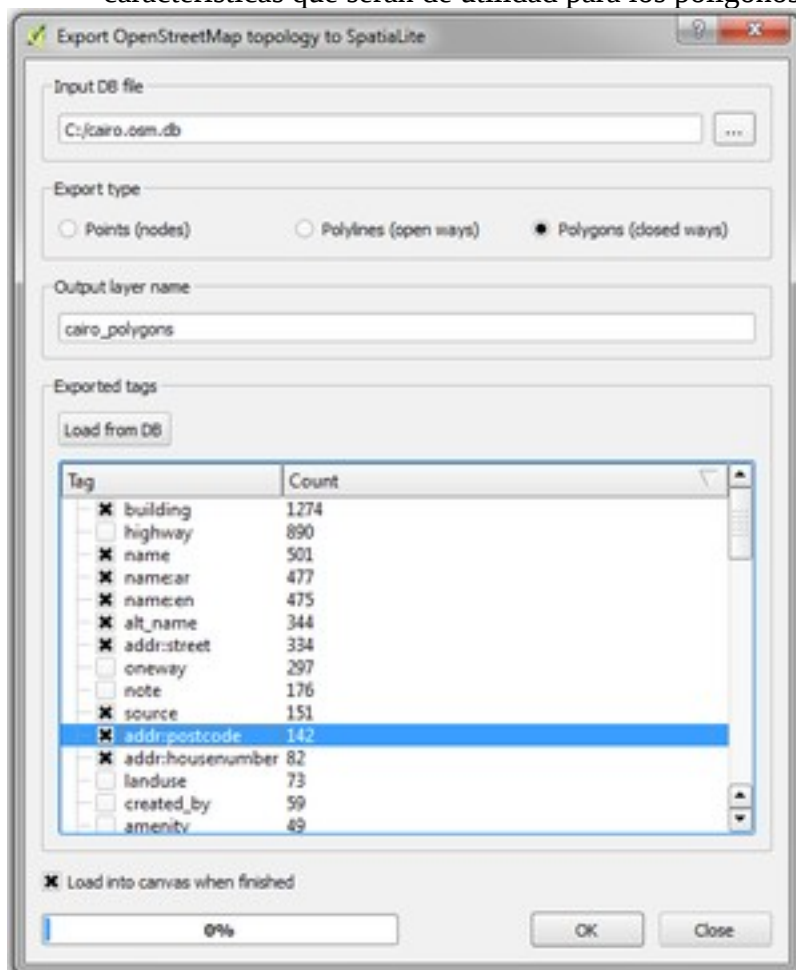 características que serán de utilidad para los polígonos
Export OpenStreetMap topology to SpatiaLite
Input DB file
C:/cairo.osm.db
...
Export type
Points (nodes) Polylines (open ways) Polygons (closed ways)
Output layer name
cairo_polygons
Exported tags
Load from DB
Tag Count
building 1274
highway 890
name 501
name:ar 477
name:en 475
alt_name 344
addr:street 334
oneway 297
note 176
source 151
addr:postcode 142
addr:housenumber 82
landuse 73
created_by 59
amenity 49
Load into canvas when finished
0% OK Close